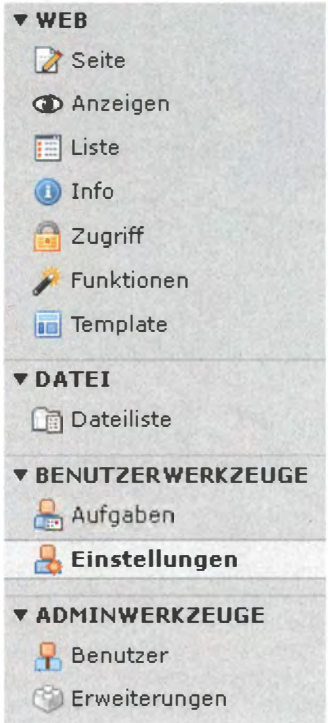 WEB
Seite
Anzeigen
Liste
Info
Zugriff
Funktionen
Template
DATEI
Dateiliste
BENUTZERWERKZEUGE
Aufgaben
Einstellungen
ADMINWERKZEUGE
Benutzer
Erweiterungen